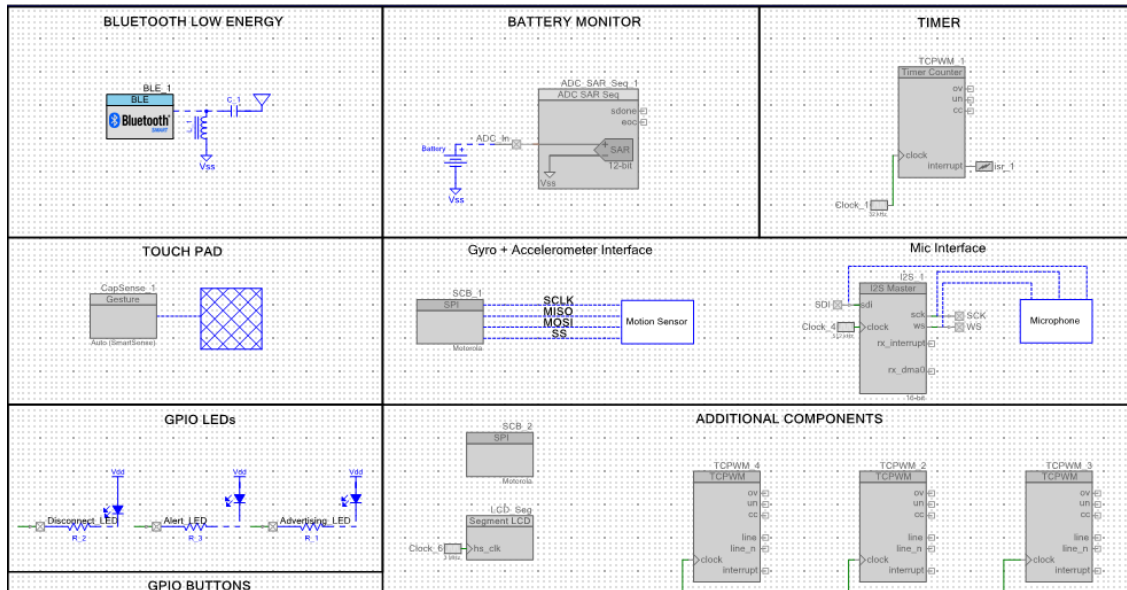 BLUETOOTH LOW ENERGY
BLE_1
BLE
Bluetooth
SMART
C_1
L_1
Vss
BATTERY MONITOR
ADC_SAR_Seq_1
ADC SAR Seq
sdone
eoc
ADC_In
Battery
SAR
12-bit
Vss
Vss
TIMER
TCPWM_1
Timer Counter
ov
un
cc
clock
interrupt
isr_1
Clock_1
32 kHz
TOUCH PAD
CapSense_1
Gesture
Auto (SmartSense)
Gyro + Accelerometer Interface
SCB_1
SPI
SCLK
MISO
MOSI
SS
Motorola
Motion Sensor
Mic Interface
I2S_1
I2S Master
SDI
sdi
sck
SCK
Clock_4
clock
ws
WS
rx_interrupt
rx_dma0
16-bit
Microphone
GPIO LEDs
Vdd
Vdd
Vdd
Disconnect_LED
Alert_LED
Advertising_LED
R_2
R_3
R_1
GPIO BUTTONS
ADDITIONAL COMPONENTS
SCB_2
SPI
Motorola
LCD_Seg
Segment LCD
Clock_6
hs_clk
TCPWM_4
TCPWM
ov
un
cc
line
line_n
clock
interrupt
TCPWM_2
TCPWM
ov
un
cc
line
line_n
clock
interrupt
TCPWM_3
TCPWM
ov
un
cc
line
line_n
clock
interrupt